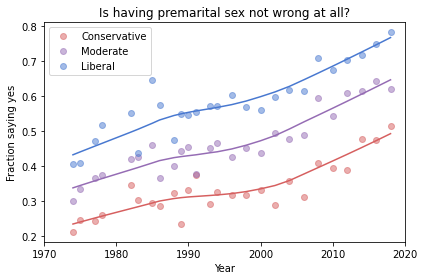 Is having premarital sex not wrong at all?
Conservative
Moderate
Liberal
Fraction saying yes
0.8
0.7
0.6
0.5
0.4
0.3
0.2
1970
1980
1990
2000
2010
2020
Year